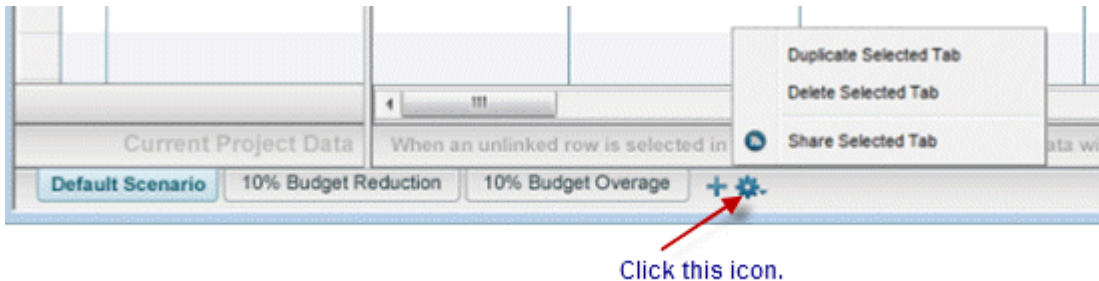 Duplicate Selected Tab
Delete Selected Tab
Share Selected Tab
Current Project Data
When an unlinked row is selected in
ata wi
Default Scenario
10% Budget Reduction
10% Budget Overage
Click this icon.